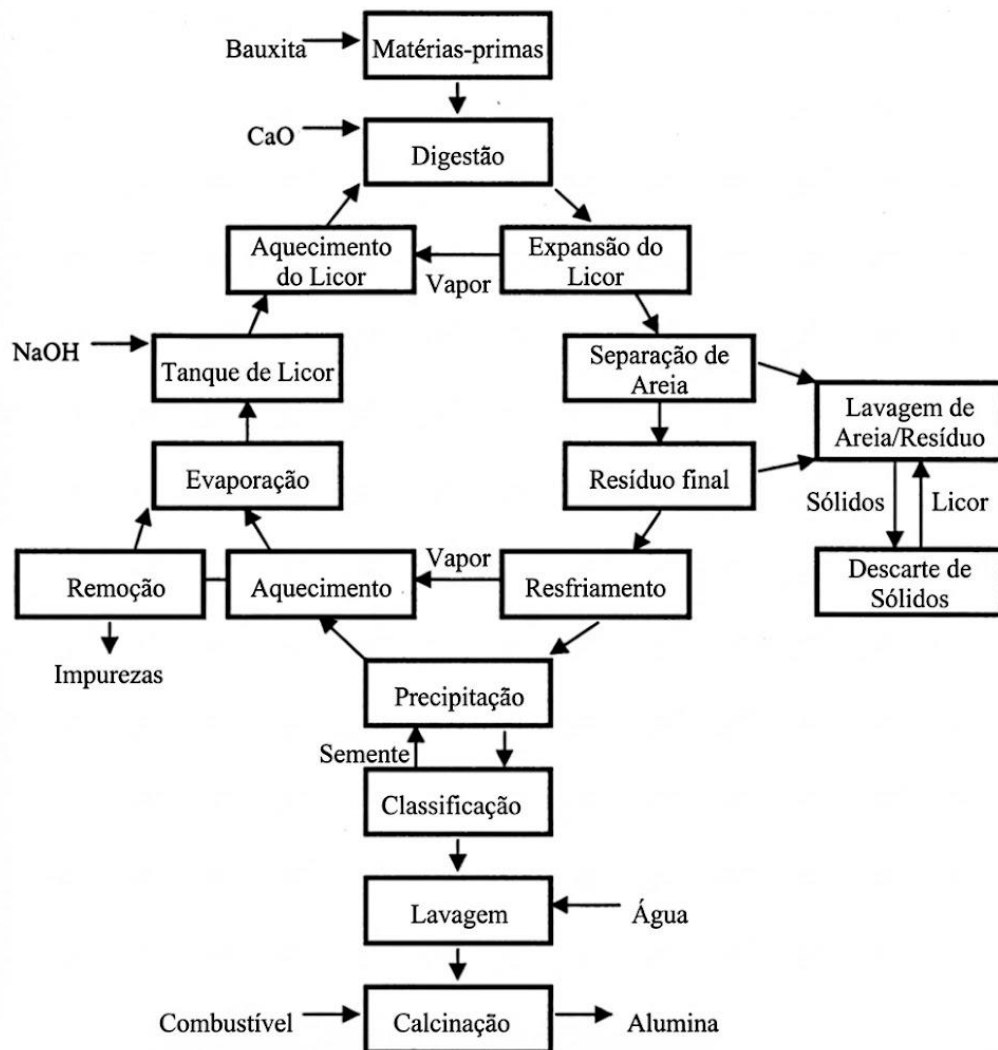 Bauxita
Matérias-primas
CaO
Digestão
Aquecimento
do Licor
Vapor
Expansão do
Licor
NaOH
Tanque de Licor
Separação de
Areia
Lavagem de
Areia/Resíduo
Evaporação
Resíduo final
Sólidos
Licor
Remoção
Aquecimento
Vapor
Resfriamento
Descarte de
Sólidos
Impurezas
Precipitação
Semente
Classificação
Lavagem
Água
Combustível
Calcinação
Alumina